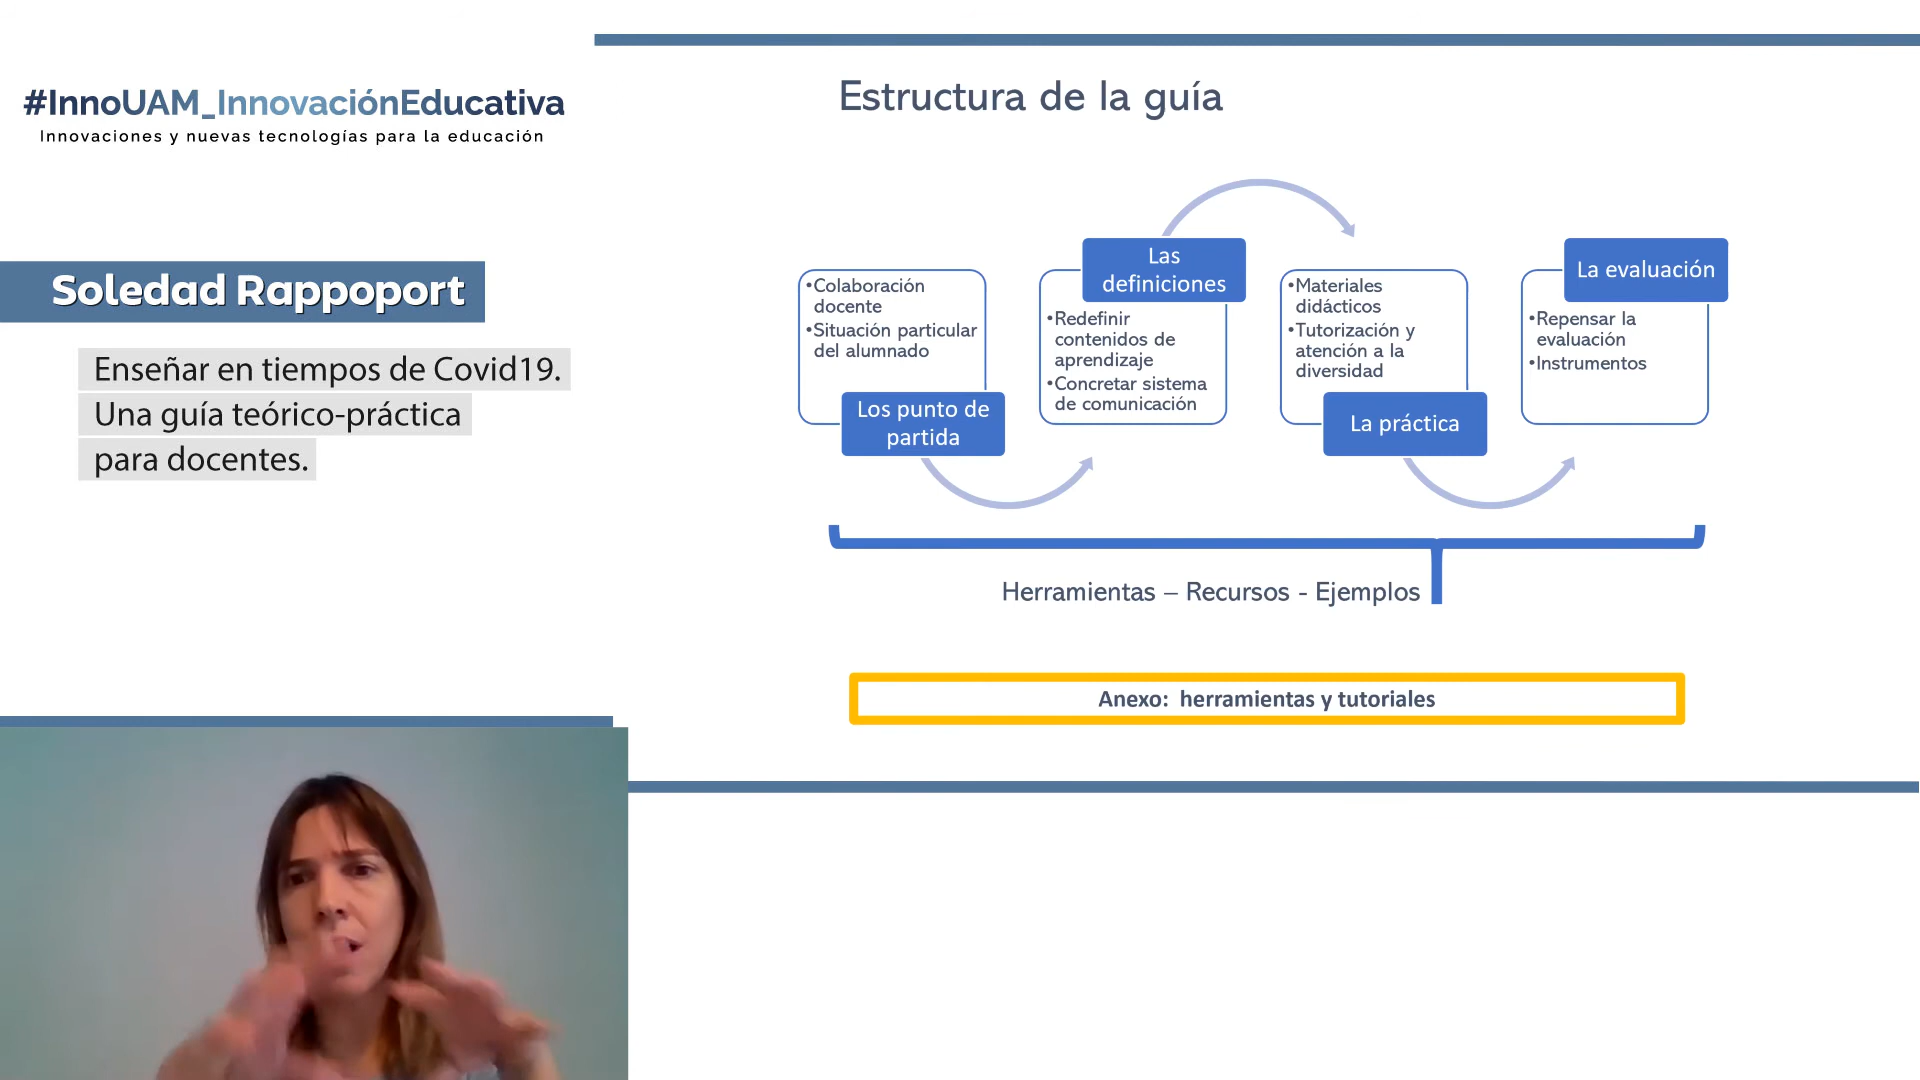 #InnoUAM_InnovaciónEducativa
Innovaciones y nuevas tecnologías para la educación
Soledad Rappoport
Enseñar en tiempos de Covid19.
Una guía teórico-práctica
para docentes.
Estructura de la guía
•Colaboración
docente
•Situación particular
del alumnado
Los punto de
partida
Las
definiciones
•Redefinir
contenidos de
aprendizaje
•Concretar sistema
de comunicación
•Materiales
didácticos
•Tutorización y
atención a la
diversidad
La práctica
La evaluación
•Repensar la
evaluación
•Instrumentos
Herramientas – Recursos - Ejemplos
Anexo:  herramientas y tutoriales